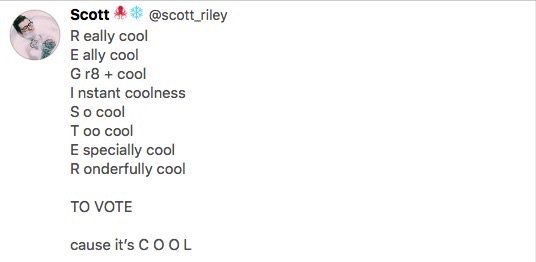 Scott 🐙❄️ @scott_riley
R eally cool
E ally cool
G r8 + cool
I nstant coolness
S o cool
T oo cool
E specially cool
R onderfully cool
TO VOTE
cause it's C O O L